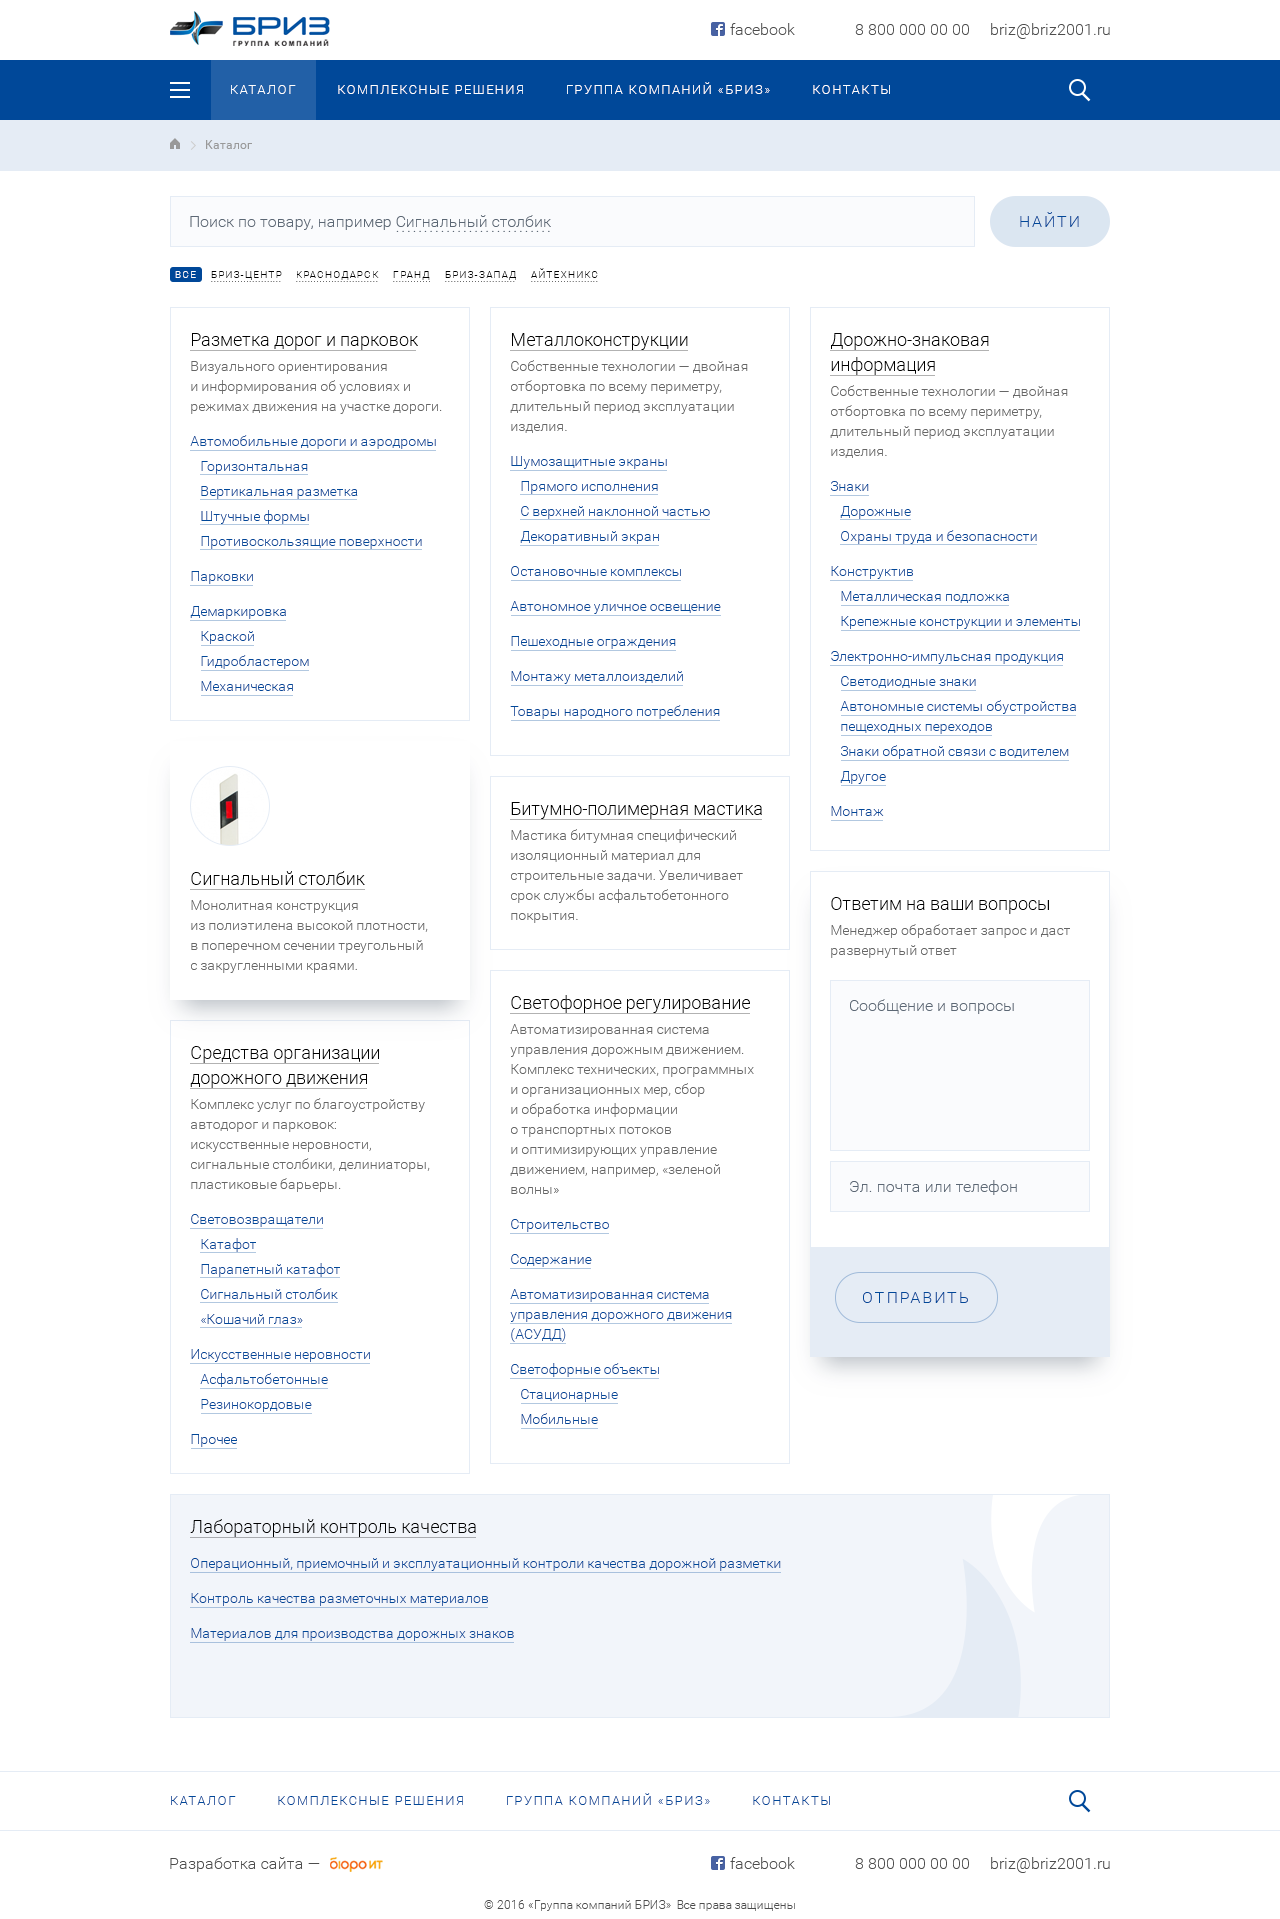 БРИЗ
ГРУППА КОМПАНИЙ
facebook
8 800 000 00 00
briz@briz2001.ru
КАТАЛОГ
КОМПЛЕКСНЫЕ РЕШЕНИЯ
ГРУППА КОМПАНИЙ «БРИЗ»
КОНТАКТЫ
Каталог
Поиск по товару, например Сигнальный столбик
НАЙТИ
ВСЕ
БРИЗ-ЦЕНТР
КРАСНОДАРСК
ГРАНД
БРИЗ-ЗАПАД
АЙТЕХНИКС
Разметка дорог и парковок
Визуального ориентирования
и информирования об условиях и
режимах движения на участке дороги.
Автомобильные дороги и аэродромы
Горизонтальная
Вертикальная разметка
Штучные формы
Противоскользящие поверхности
Парковки
Демаркировка
Краской
Гидробластером
Механическая
Сигнальный столбик
Монолитная конструкция
из полиэтилена высокой плотности,
в поперечном сечении треугольный
с закругленными краями.
Средства организации
дорожного движения
Комплекс услуг по благоустройству
автодорог и парковок:
искусственные неровности,
сигнальные столбики, делиниаторы,
пластиковые барьеры.
Световозвращатели
Катафот
Парапетный катафот
Сигнальный столбик
«Кошачий глаз»
Искусственные неровности
Асфальтобетонные
Резинокордовые
Прочее
Металлоконструкции
Собственные технологии — двойная
отбортовка по всему периметру,
длительный период эксплуатации
изделия.
Шумозащитные экраны
Прямого исполнения
С верхней наклонной частью
Декоративный экран
Остановочные комплексы
Автономное уличное освещение
Пешеходные ограждения
Монтажу металлоизделий
Товары народного потребления
Битумно-полимерная мастика
Мастика битумная специфический
изоляционный материал для
строительные задачи. Увеличивает
срок службы асфальтобетонного
покрытия.
Светофорное регулирование
Автоматизированная система
управления дорожным движением.
Комплекс технических, программных
и организационных мер, сбор
и обработка информации
о транспортных потоков
и оптимизирующих управление
движением, например, «зеленой
волны»
Строительство
Содержание
Автоматизированная система
управления дорожного движения
(АСУДД)
Светофорные объекты
Стационарные
Мобильные
Дорожно-знаковая
информация
Собственные технологии — двойная
отбортовка по всему периметру,
длительный период эксплуатации
изделия.
Знаки
Дорожные
Охраны труда и безопасности
Конструктив
Металлическая подложка
Крепежные конструкции и элементы
Электронно-импульсная продукция
Светодиодные знаки
Автономные системы обустройства
пещеходных переходов
Знаки обратной связи с водителем
Другое
Монтаж
Ответим на ваши вопросы
Менеджер обработает запрос и даст
развернутый ответ
Сообщение и вопросы
Эл. почта или телефон
ОТПРАВИТЬ
Лабораторный контроль качества
Операционный, приемочный и эксплуатационный контроли качества дорожной разметки
Контроль качества разметочных материалов
Материалов для производства дорожных знаков
КАТАЛОГ
КОМПЛЕКСНЫЕ РЕШЕНИЯ
ГРУППА КОМПАНИЙ «БРИЗ»
КОНТАКТЫ
Разработка сайта — бюро ит
facebook
8 800 000 00 00
briz@briz2001.ru
© 2016 «Группа компаний БРИЗ» Все права защищены